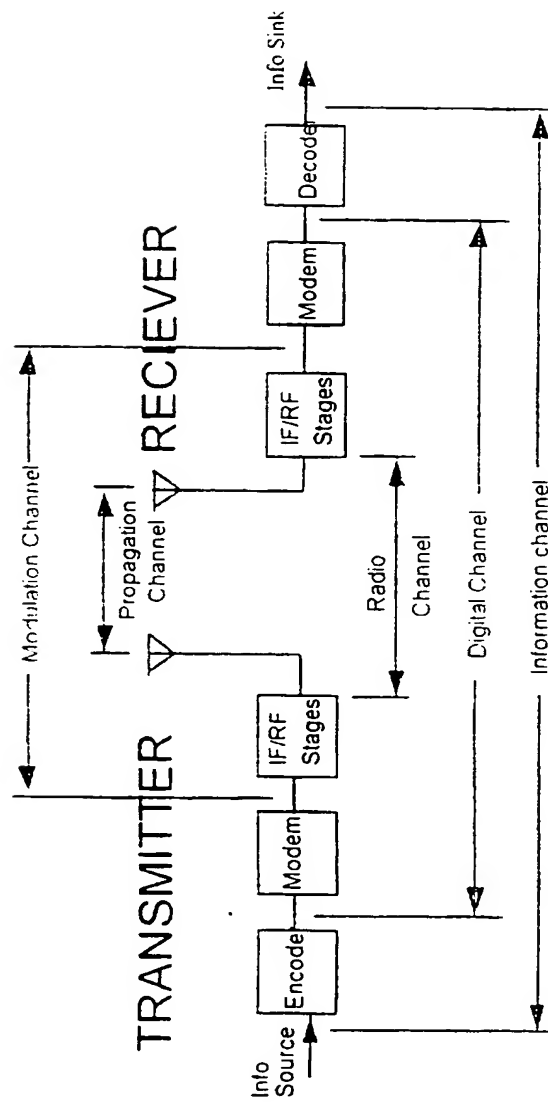 Modulation Channel
TRANSMITTER
RECIEVER
Propagation
Channel
Info
Source
Encode
Modem
IF/RF
Stages
IF/RF
Stages
Modem
Decoder
Info Sink
Radio
Channel
Digital Channel
Information channel